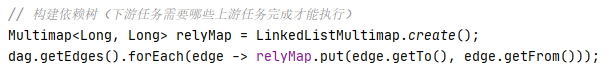 // 构建依赖树（下游任务需要哪些上游任务完成才能执行）
Multimap<Long, Long> relyMap = LinkedListMultimap.create();
dag.getEdges().forEach(edge -> relyMap.put(edge.getTo(), edge.getFrom()));